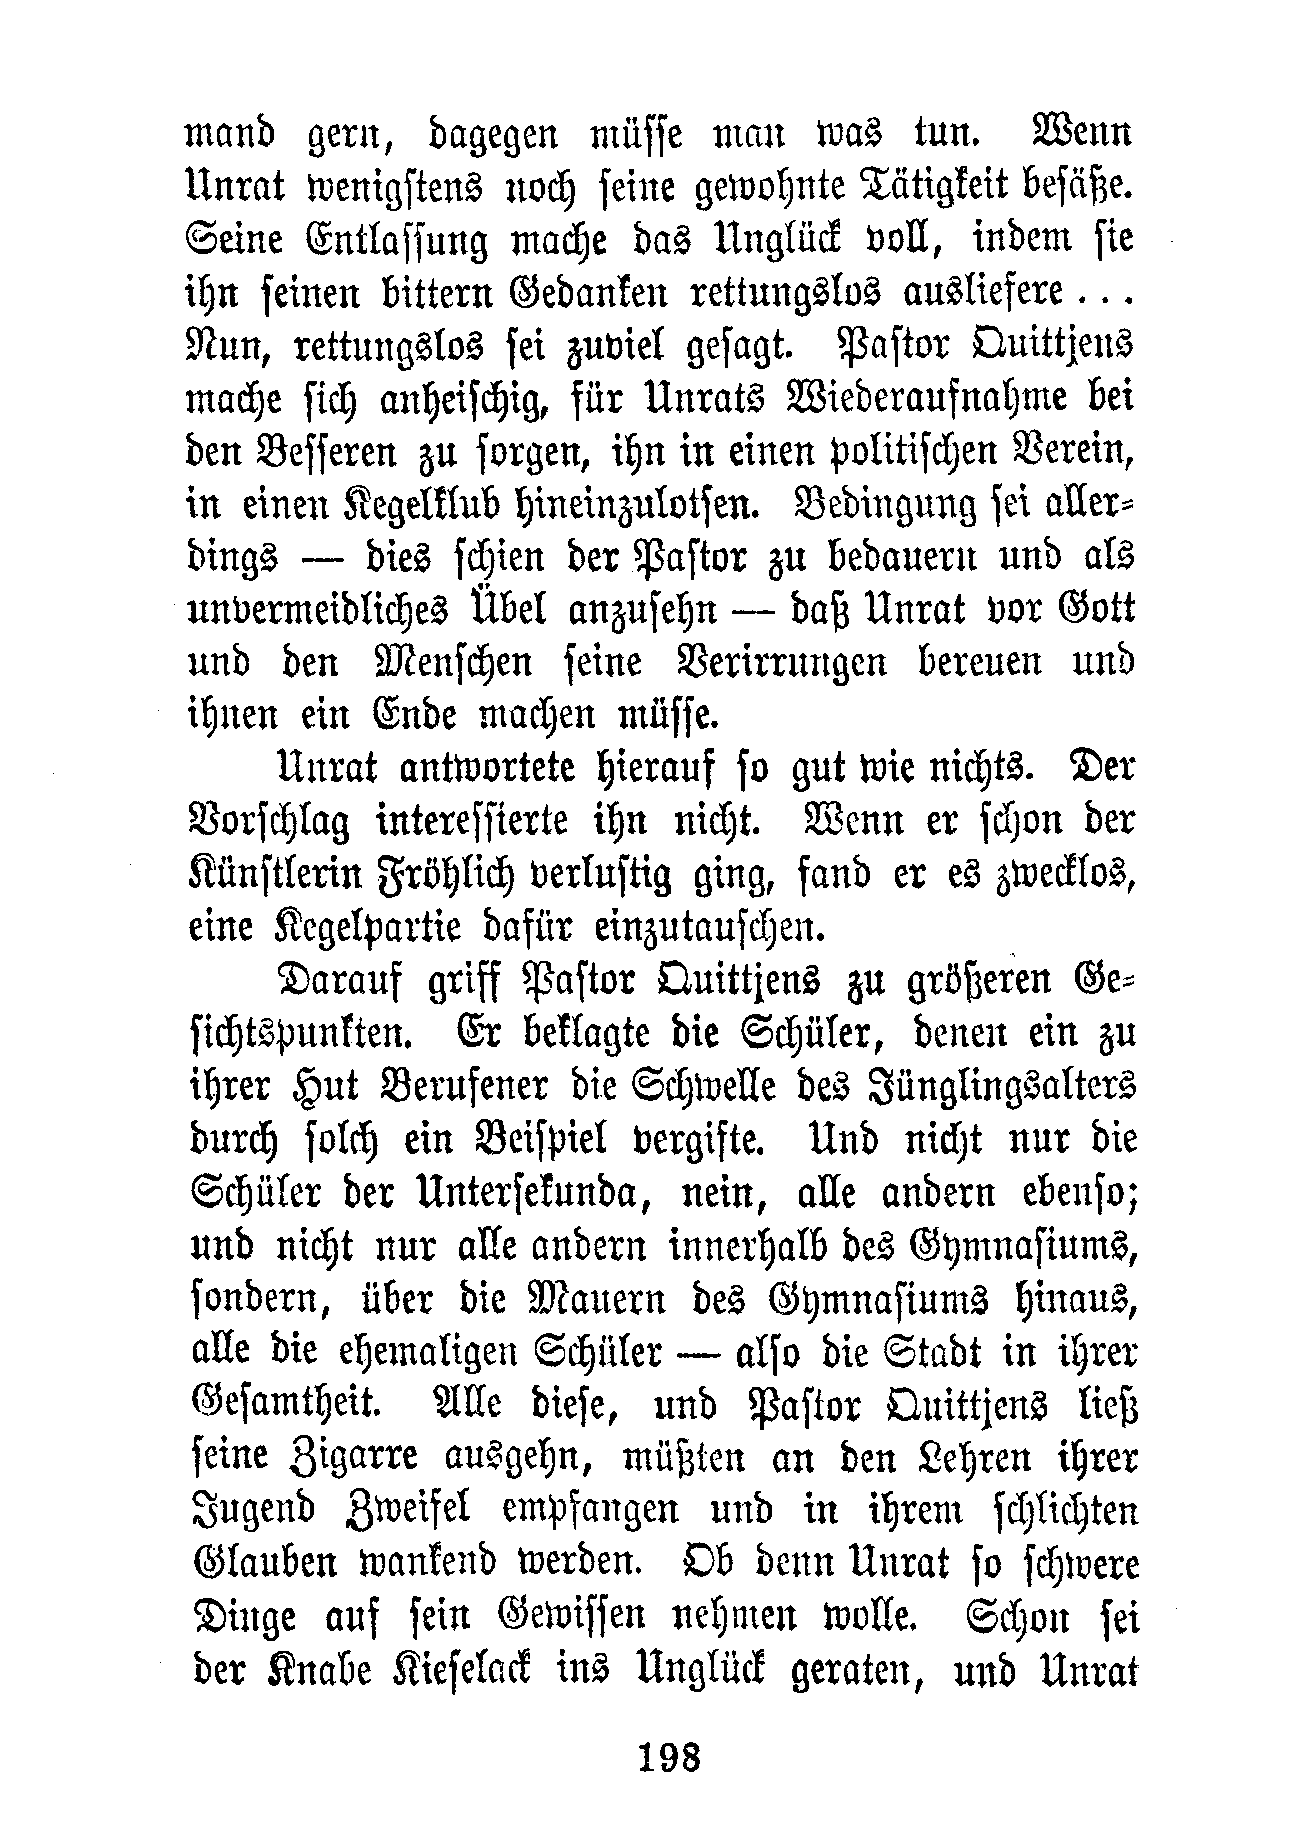 mand gern, dagegen müsse man was tun. Wenn
Unrat wenigstens noch seine gewohnte Tätigkeit besäße.
Seine Entlassung mache das Unglück voll, indem sie
ihn seinen bittern Gedanken rettungslos ausliefere . . .
Nun, rettungslos sei zuviel gesagt. Pastor Quittjens
mache sich anheischig, für Unrats Wiederaufnahme bei
den Besseren zu sorgen, ihn in einen politischen Verein,
in einen Kegelklub hineinzulotsen. Bedingung sei aller-
dings — dies schien der Pastor zu bedauern und als
unvermeidliches Übel anzusehn — daß Unrat vor Gott
und den Menschen seine Verirrungen bereuen und
ihnen ein Ende machen müsse.
Unrat antwortete hierauf so gut wie nichts. Der
Vorschlag interessierte ihn nicht. Wenn er schon der
Künstlerin Fröhlich verlustig ging, fand er es zwecklos,
eine Kegelpartie dafür einzutauschen.
Darauf griff Pastor Quittjens zu größeren Ge-
sichtspunkten. Er beklagte die Schüler, denen ein zu
ihrer Hut Berufener die Schwelle des Jünglingsalters
durch solch ein Beispiel vergifte. Und nicht nur die
Schüler der Untersekunda, nein, alle andern ebenso;
und nicht nur alle andern innerhalb des Gymnasiums,
sondern, über die Mauern des Gymnasiums hinaus,
alle die ehemaligen Schüler — also die Stadt in ihrer
Gesamtheit. Alle diese, und Pastor Quittjens ließ
seine Zigarre ausgehn, müßten an den Lehren ihrer
Jugend Zweifel empfangen und in ihrem schlichten
Glauben wankend werden. Ob denn Unrat so schwere
Dinge auf sein Gewissen nehmen wolle. Schon sei
der Knabe Kieselack ins Unglück geraten, und Unrat
198